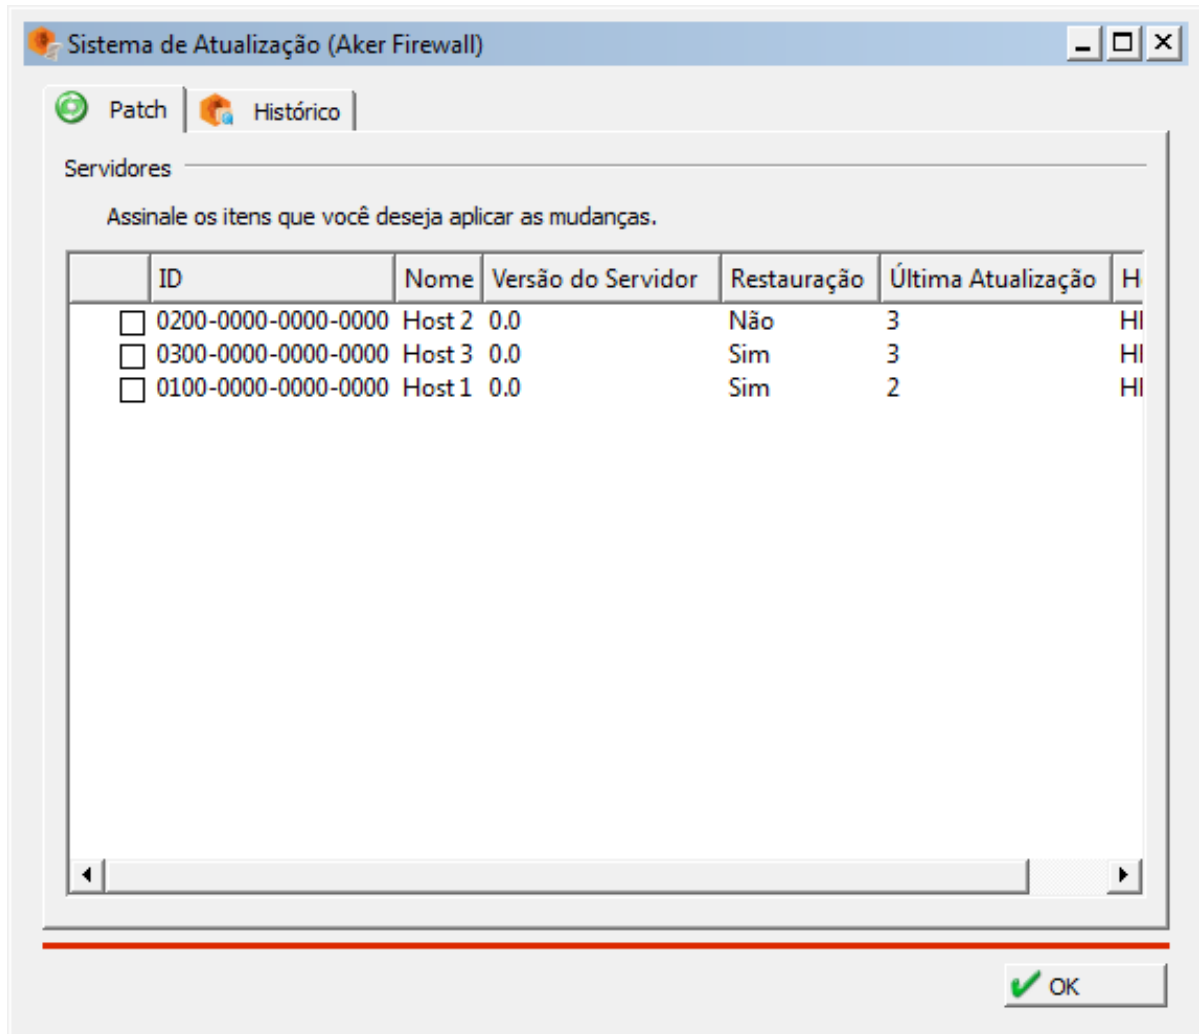 Sistema de Atualização (Aker Firewall)
Patch Histórico
Servidores
Assinale os itens que você deseja aplicar as mudanças.
ID Nome Versão do Servidor Restauração Última Atualização
0200-0000-0000-0000 Host 2 0.0 Não 3
0300-0000-0000-0000 Host 3 0.0 Sim 3
0100-0000-0000-0000 Host 1 0.0 Sim 2
OK